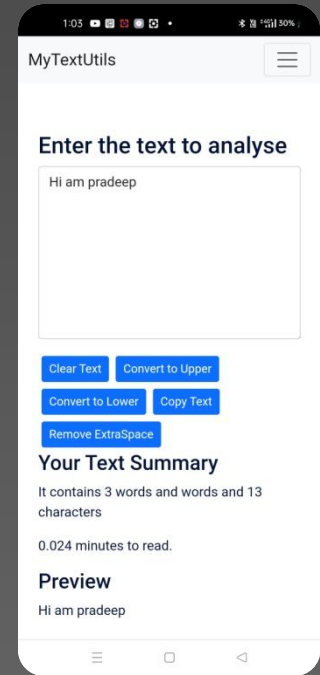 1:03
30%
MyTextUtils
Enter the text to analyse
Hi am pradeep
Clear Text Convert to Upper
Convert to Lower Copy Text
Remove ExtraSpace
Your Text Summary
It contains 3 words and words and 13
characters
0.024 minutes to read.
Preview
Hi am pradeep